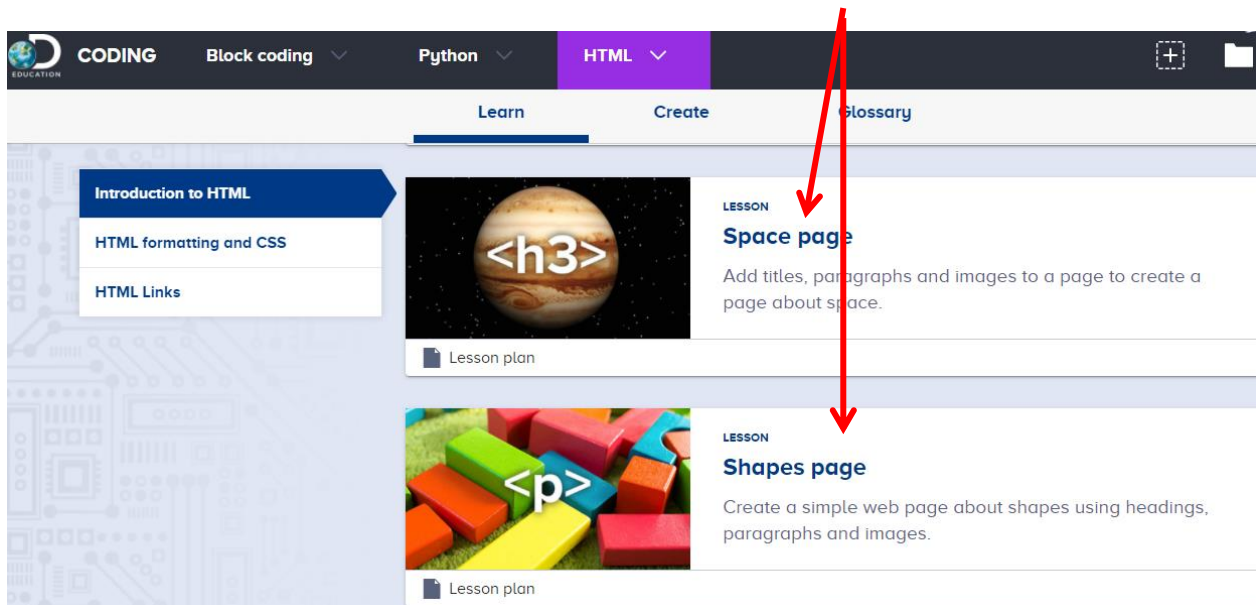 EDUCATION
CODING Block coding Python HTML
Learn Create Glossary
Introduction to HTML
HTML formatting and CSS
HTML Links
<h3>
LESSON
Space page
Add titles, paragraphs and images to a page to create a
page about space.
Lesson plan
<p>
LESSON
Shapes page
Create a simple web page about shapes using headings,
paragraphs and images.
Lesson plan